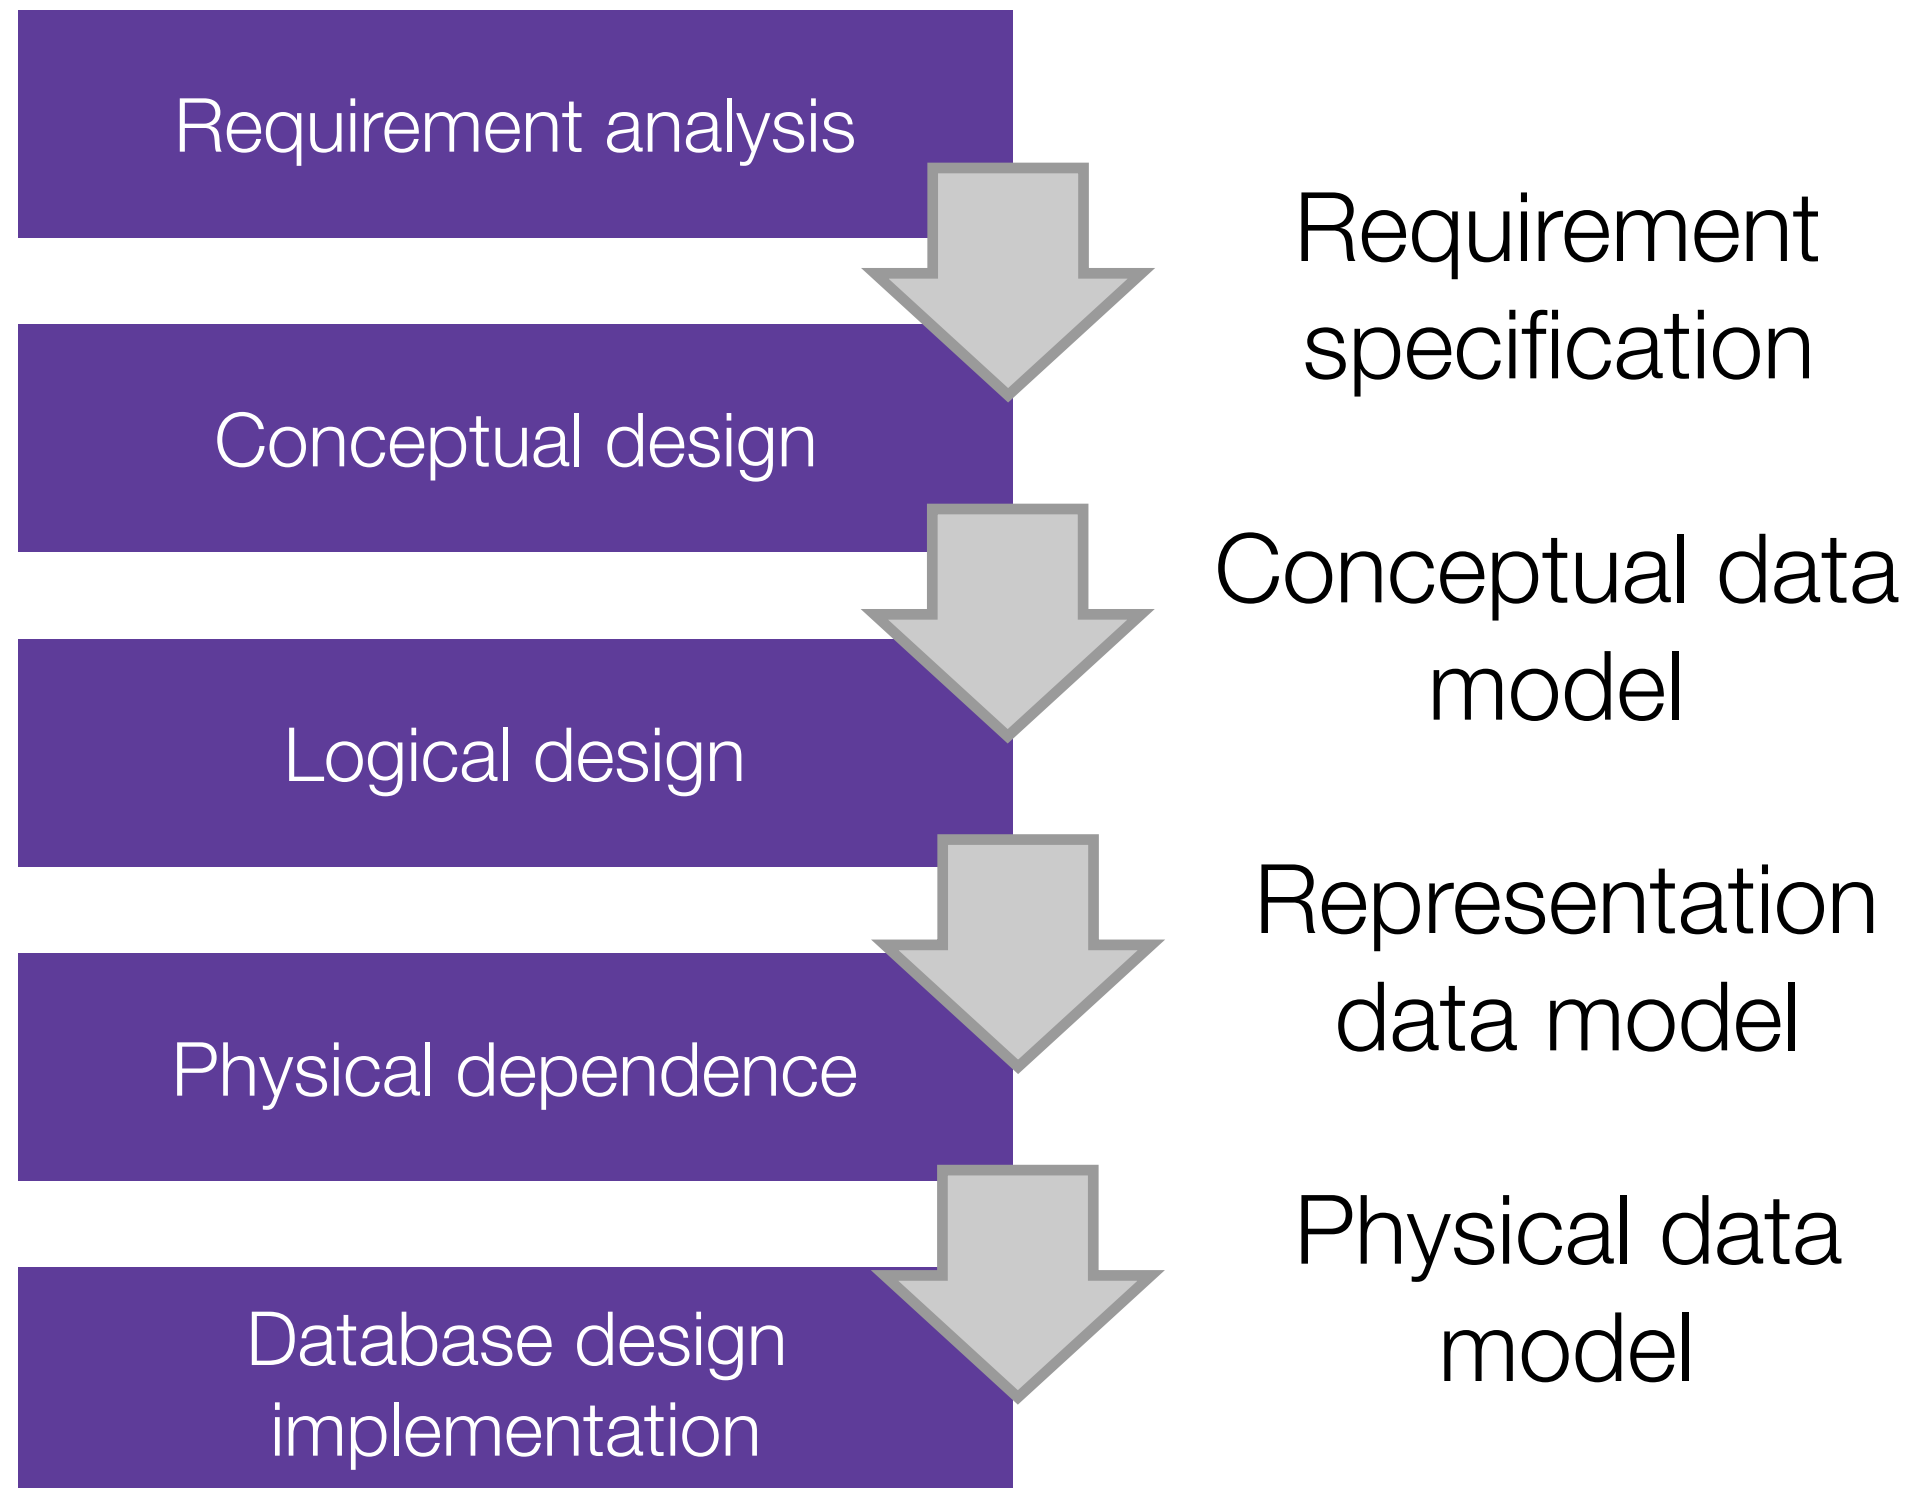 Requirement analysis
Requirement
specification
Conceptual design
Conceptual data
model
Logical design
Representation
data model
Physical dependence
Physical data
model
Database design
implementation